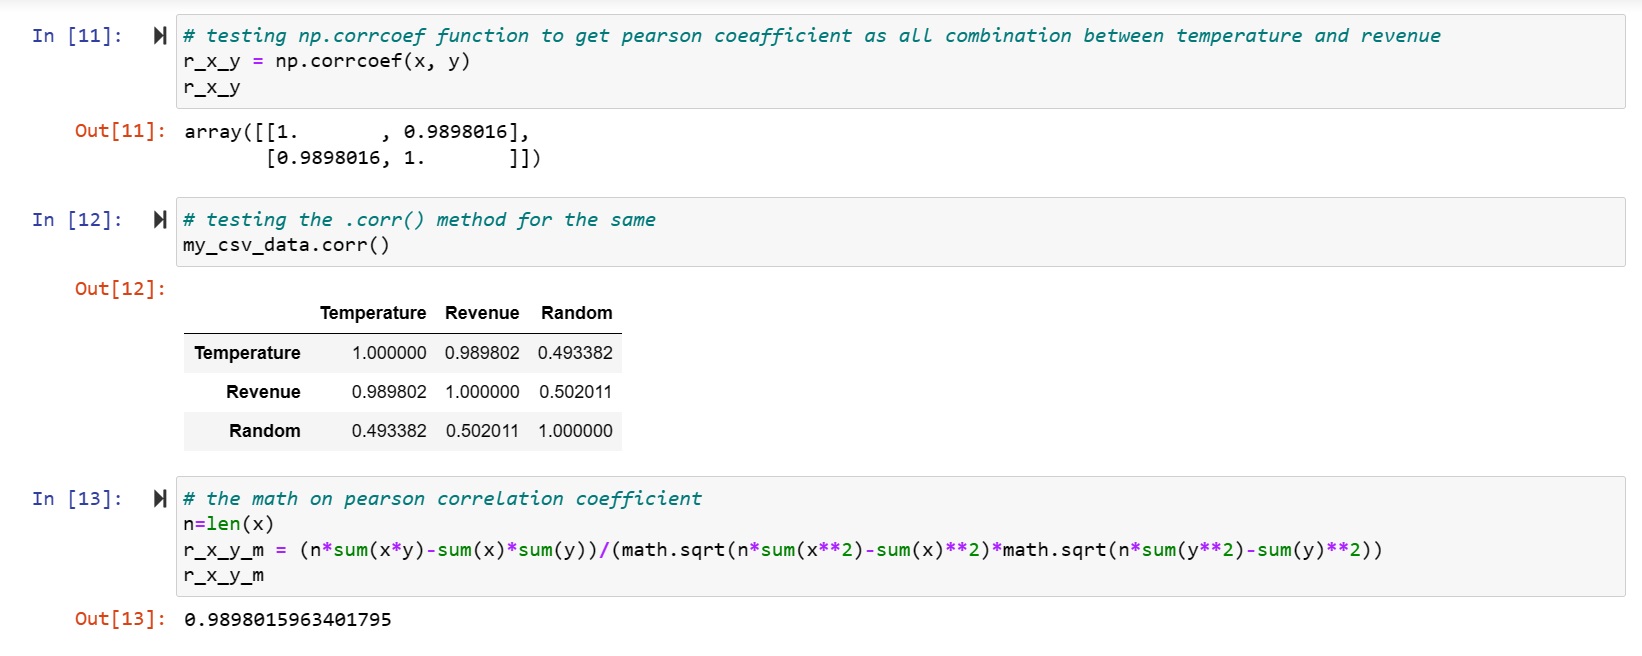 In [11]: # testing np.corrcoef function to get pearson coeafficient as all combination between temperature and revenue
r_x_y = np.corrcoef(x, y)
r_x_y
Out[11]: array([[1.       , 0.9898016],
       [0.9898016, 1.       ]])
In [12]: # testing the .corr() method for the same
my_csv_data.corr()
Out[12]:
Temperature Revenue Random
Temperature 1.000000 0.989802 0.493382
Revenue 0.989802 1.000000 0.502011
Random 0.493382 0.502011 1.000000
In [13]: # the math on pearson correlation coefficient
n=len(x)
r_x_y_m = (n*sum(x*y)-sum(x)*sum(y))/(math.sqrt(n*sum(x**2)-sum(x)**2)*math.sqrt(n*sum(y**2)-sum(y)**2))
r_x_y_m
Out[13]: 0.9898015963401795